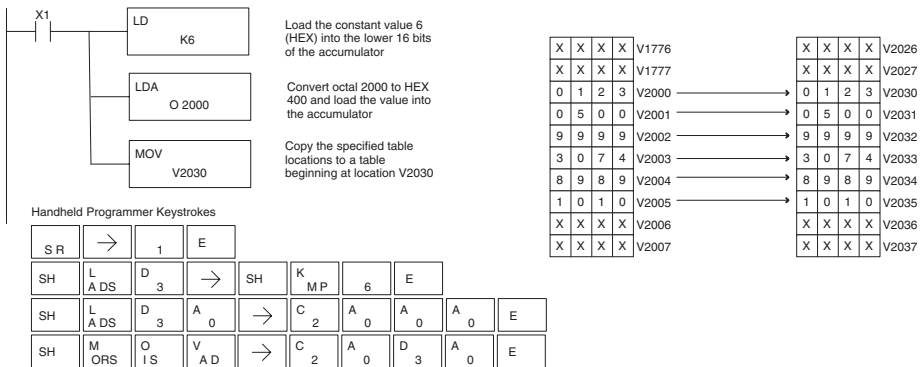 X1
LD
K6
Load the constant value 6
(HEX) into the lower 16 bits
of the accumulator
LDA
O 2000
Convert octal 2000 to HEX
400 and load the value into
the accumulator
MOV
V2030
Copy the specified table
locations to a table
beginning at location V2030
X X X X V1776
X X X X V1777
0 1 2 3 V2000
0 5 0 0 V2001
9 9 9 9 V2002
3 0 7 4 V2003
8 9 8 9 V2004
1 0 1 0 V2005
X X X X V2006
X X X X V2007
X X X X V2026
X X X X V2027
0 1 2 3 V2030
0 5 0 0 V2031
9 9 9 9 V2032
3 0 7 4 V2033
8 9 8 9 V2034
1 0 1 0 V2035
X X X X V2036
X X X X V2037
Handheld Programmer Keystrokes
S R → 1 E
SH L A DS D 3 → SH K M P 6 E
SH L A DS D 3 A 0 → C 2 A 0 A 0 A 0 E
SH M ORS O I S V A D → C 2 A 0 D 3 A 0 E